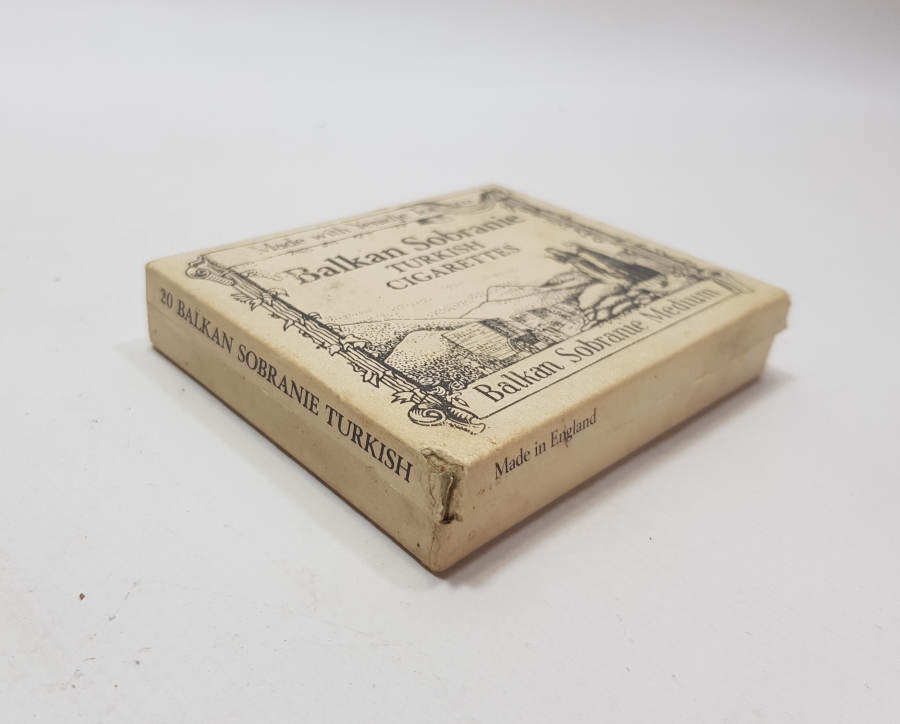 Made with
Balkan Sobranie
TURKISH
CIGARETTES
Balkan Sobranie Medium
20 BALKAN SOBRANIE TURKISH
Made in England